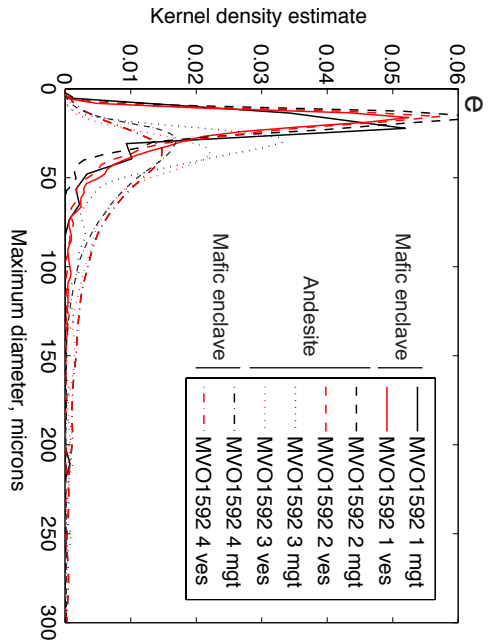 e
Kernel density estimate
0
0.01
0.02
0.03
0.04
0.05
0.06
0
50
100
150
200
250
300
Maximum diameter, microns
Mafic enclave
Andesite
Mafic enclave
MVO1592 1 mgt
MVO1592 1 ves
MVO1592 2 mgt
MVO1592 2 ves
MVO1592 3 mgt
MVO1592 3 ves
MVO1592 4 mgt
MVO1592 4 ves